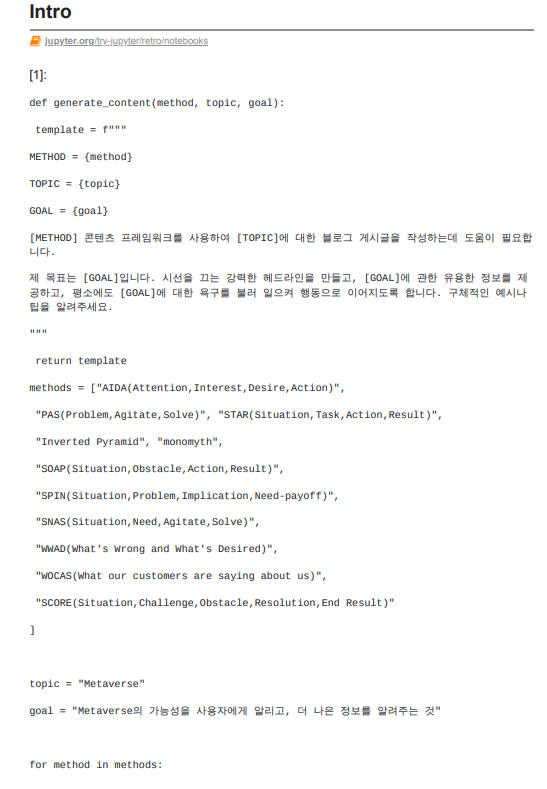 Intro
jupyter.org/try-jupyter/retro/notebooks
[1]:
def generate_content(method, topic, goal):
template = f"""
METHOD = {method}
TOPIC = {topic}
GOAL = {goal}
[METHOD] 콘텐츠 프레임워크를 사용하여 [TOPIC]에 대한 블로그 게시글을 작성하는데 도움이 필요합
니다.
제 목표는 [GOAL]입니다. 시선을 끄는 강력한 헤드라인을 만들고, [GOAL]에 관한 유용한 정보를 제
공하고, 평소에도 [GOAL]에 대한 욕구를 불러 일으켜 행동으로 이어지도록 합니다. 구체적인 예시나
팁을 알려주세요.
"""
return template
methods = ["AIDA(Attention,Interest,Desire,Action)",
"PAS(Problem,Agitate,Solve)", "STAR(Situation,Task,Action,Result)",
"Inverted Pyramid", "monomyth",
"SOAP(Situation,Obstacle,Action,Result)",
"SPIN(Situation,Problem,Implication,Need-payoff)",
"SNAS(Situation,Need,Agitate,Solve)",
"WWAD(What's Wrong and What's Desired)",
"WOCAS(What our customers are saying about us)",
"SCORE(Situation,Challenge,Obstacle,Resolution,End Result)"
]
topic = "Metaverse"
goal = "Metaverse의 가능성을 사용자에게 알리고, 더 나은 정보를 알려주는 것"
for method in methods: